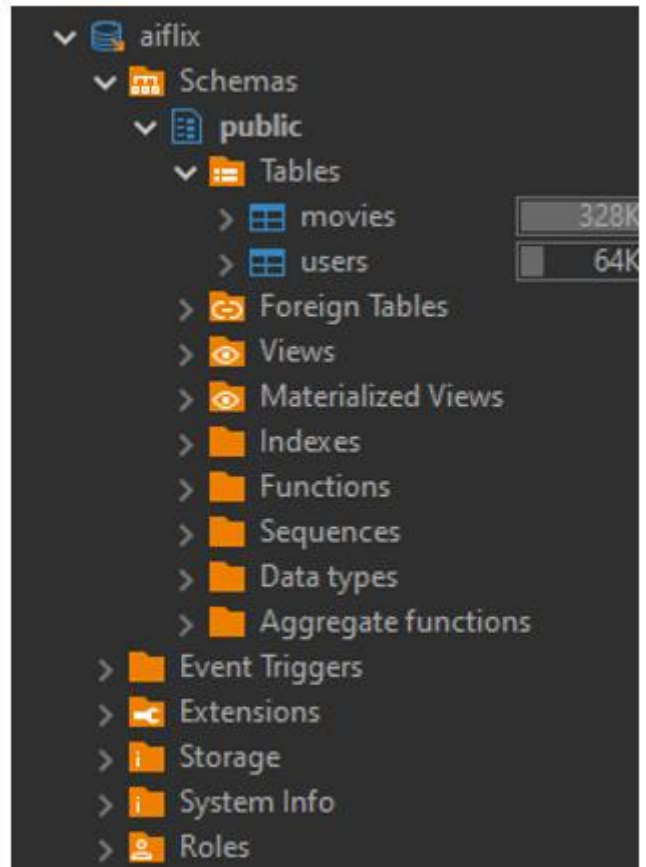 aiflix
Schemas
public
Tables
movies 328K
users 64K
Foreign Tables
Views
Materialized Views
Indexes
Functions
Sequences
Data types
Aggregate functions
Event Triggers
Extensions
Storage
System Info
Roles